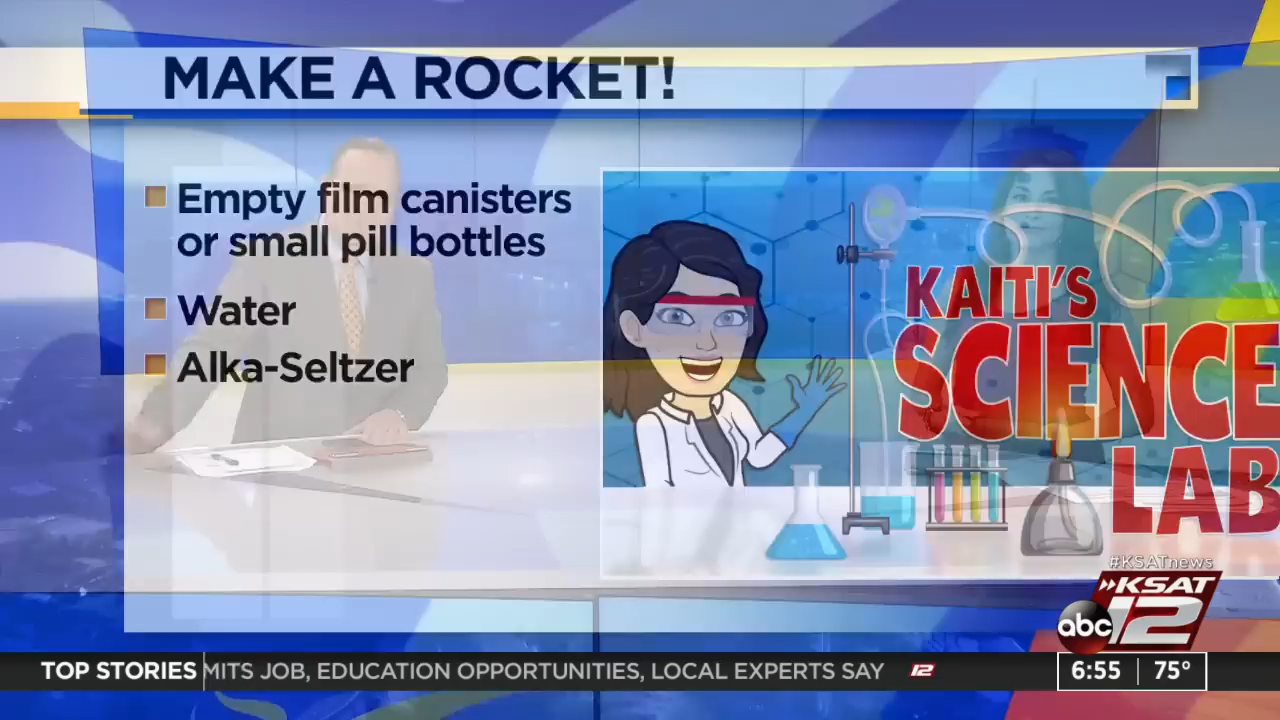 MAKE A ROCKET!
Empty film canisters
or small pill bottles
Water
Alka-Seltzer
KAITI'S
SCIENCE
LAB
#KSATnews
KSAT
abc 12
TOP STORIES MITS JOB, EDUCATION OPPORTUNITIES, LOCAL EXPERTS SAY 12
6:55 75°